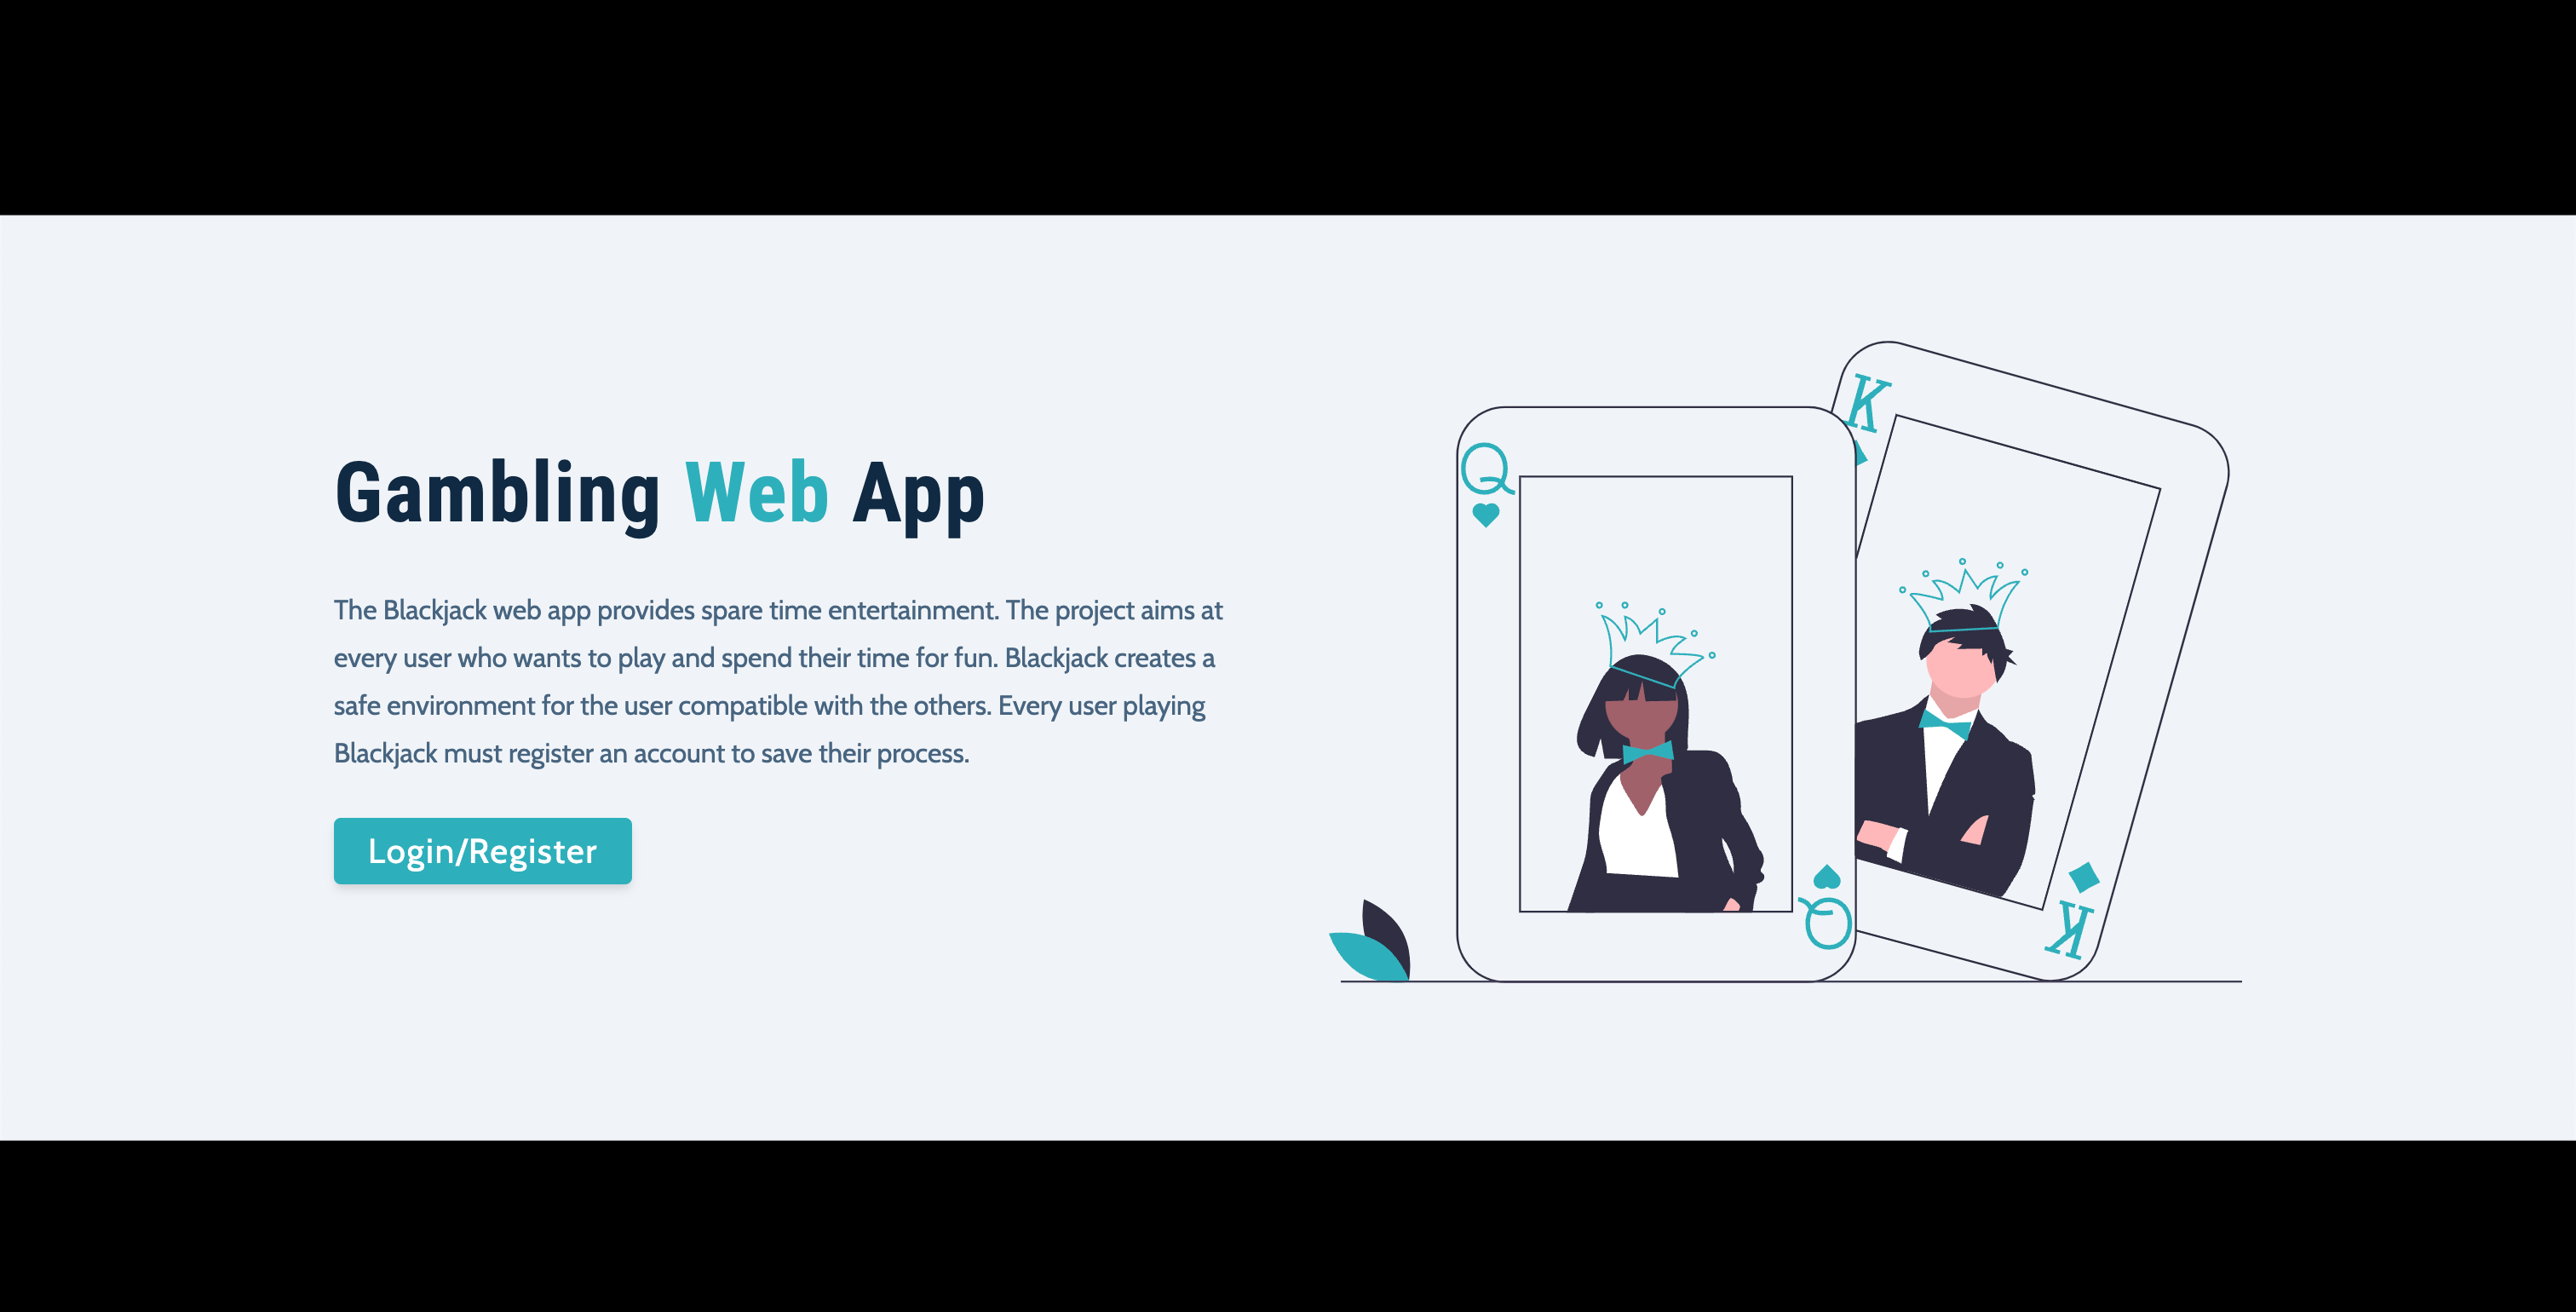 Gambling Web App
The Blackjack web app provides spare time entertainment. The project aims at
every user who wants to play and spend their time for fun. Blackjack creates a
safe environment for the user compatible with the others. Every user playing
Blackjack must register an account to save their process.
Login/Register
Q
K
Q
K